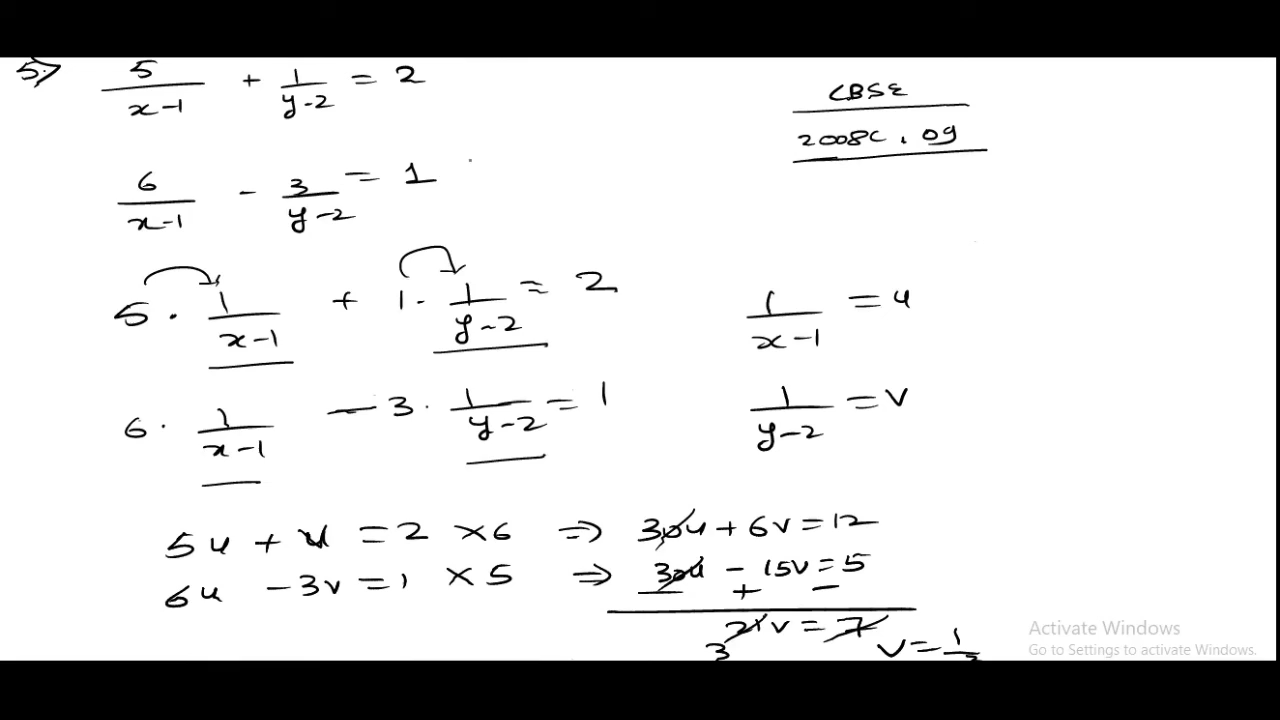 5.) 5/(x-1) + 1/(y-2) = 2
CBSE
2008C, 09
6/(x-1) - 3/(y-2) = 1
5 · 1/(x-1) + 1 · 1/(y-2) = 2
1/(x-1) = u
6 · 1/(x-1) - 3 · 1/(y-2) = 1
1/(y-2) = v
5u + v = 2 ×6 ⇒ 30u + 6v = 12
6u - 3v = 1 ×5 ⇒ 30u - 15v = 5
+ -
21v = 7
3 v = 1/3
Activate Windows
Go to Settings to activate Windows.